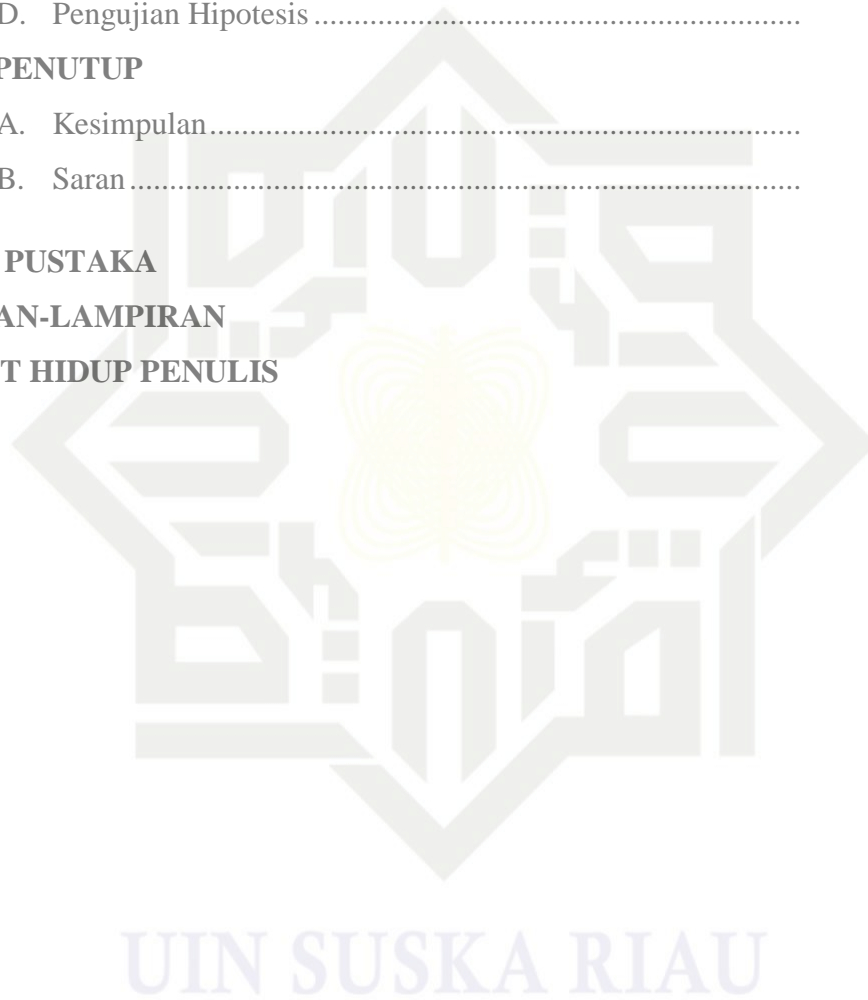 D. Pengujian Hipotesis ............................................................
PENUTUP
A. Kesimpulan.........................................................................
B. Saran ...................................................................................
PUSTAKA
AN-LAMPIRAN
T HIDUP PENULIS
UIN SUSKA RIAU